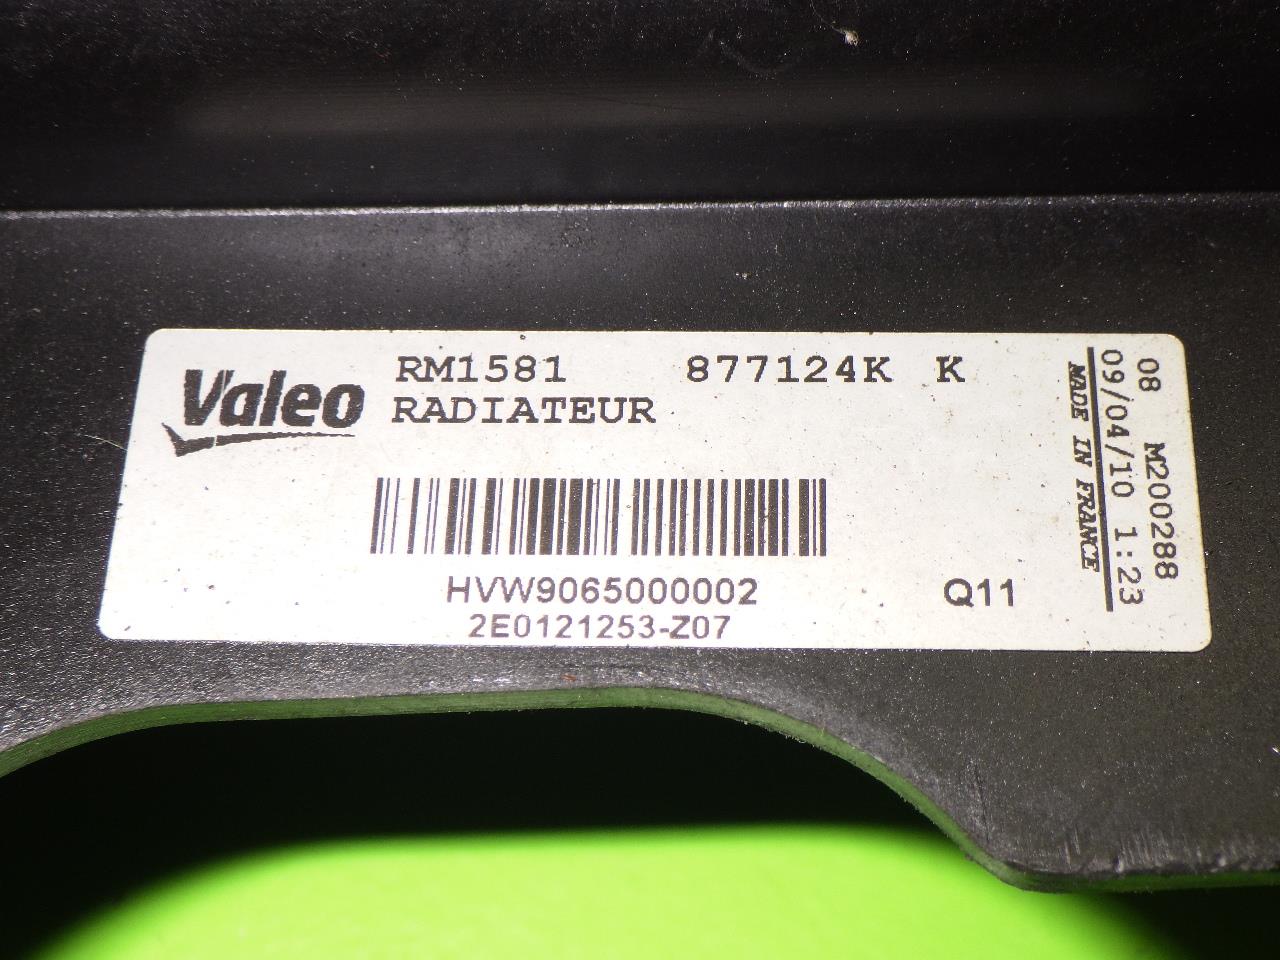 Valeo
RM1581 877124K K
RADIATEUR
HVW9065000002
2E0121253-Z07
Q11
08 M200288
09/04/10 1:23
MADE IN FRANCE